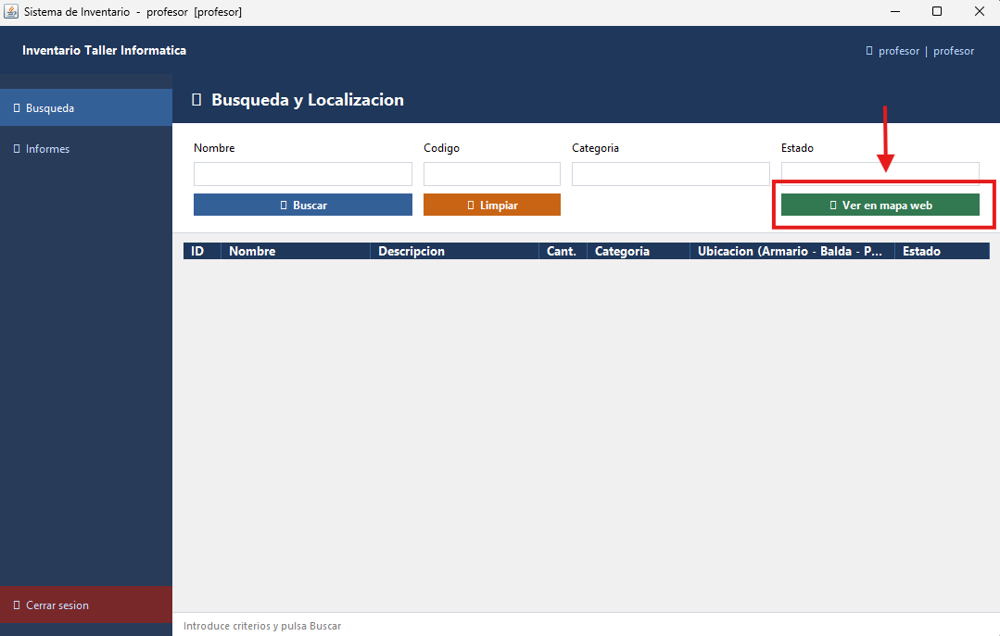 Sistema de Inventario - profesor [profesor]
Inventario Taller Informatica
profesor | profesor
Busqueda
Informes
Busqueda y Localizacion
Nombre Codigo Categoria Estado
Buscar Limpiar Ver en mapa web
ID Nombre Descripcion Cant. Categoria Ubicacion (Armario - Balda - P... Estado
Cerrar sesion
Introduce criterios y pulsa Buscar